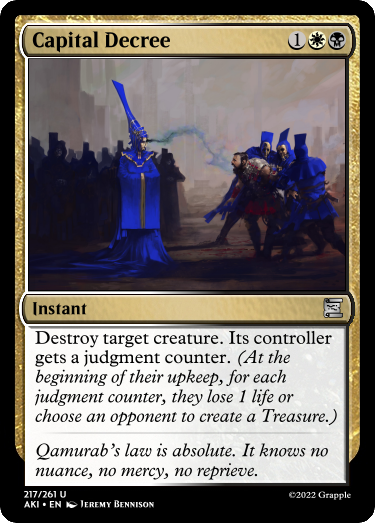 Capital Decree 1
Instant
Destroy target creature. Its controller
gets a judgment counter. (At the
beginning of their upkeep, for each
judgment counter, they lose 1 life or
choose an opponent to create a Treasure.)
Qamurab's law is absolute. It knows no
nuance, no mercy, no reprieve.
217/261 U
AKI • EN Jeremy Bennison
©2022 Grapple